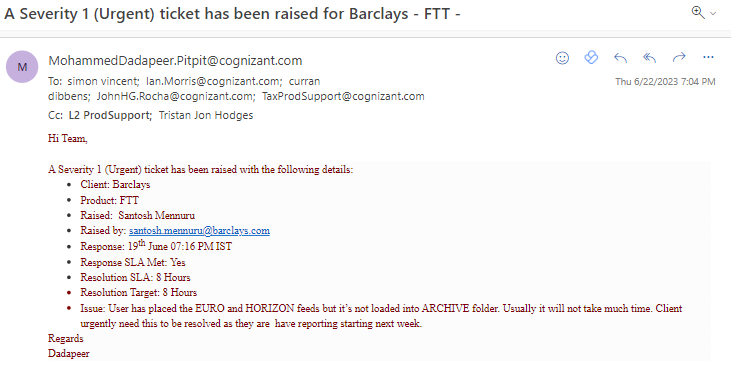 A Severity 1 (Urgent) ticket has been raised for Barclays - FTT -
M
MohammedDadapeer.Pitpit@cognizant.com
To: simon vincent; Ian.Morris@cognizant.com; curran
dibbens; JohnHG.Rocha@cognizant.com; TaxProdSupport@cognizant.com
Thu 6/22/2023 7:04 PM
Cc: L2 ProdSupport; Tristan Jon Hodges
Hi Team,
A Severity 1 (Urgent) ticket has been raised with the following details:
• Client: Barclays
• Product: FTT
• Raised:  Santosh Mennuru
• Raised by: santosh.mennuru@barclays.com
• Response: 19th June 07:16 PM IST
• Response SLA Met: Yes
• Resolution SLA: 8 Hours
• Resolution Target: 8 Hours
• Issue: User has placed the EURO and HORIZON feeds but it's not loaded into ARCHIVE folder. Usually it will not take much time. Client
urgently need this to be resolved as they are  have reporting starting next week.
Regards
Dadapeer